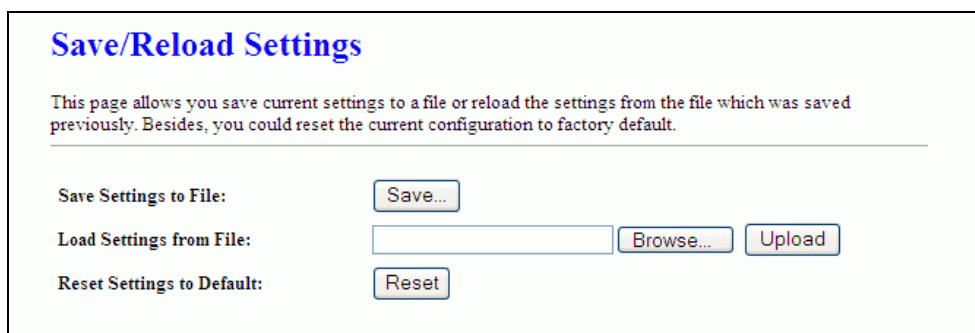 Save/Reload Settings
This page allows you save current settings to a file or reload the settings from the file which was saved
previously. Besides, you could reset the current configuration to factory default.
Save Settings to File: Save...
Load Settings from File: Browse... Upload
Reset Settings to Default: Reset